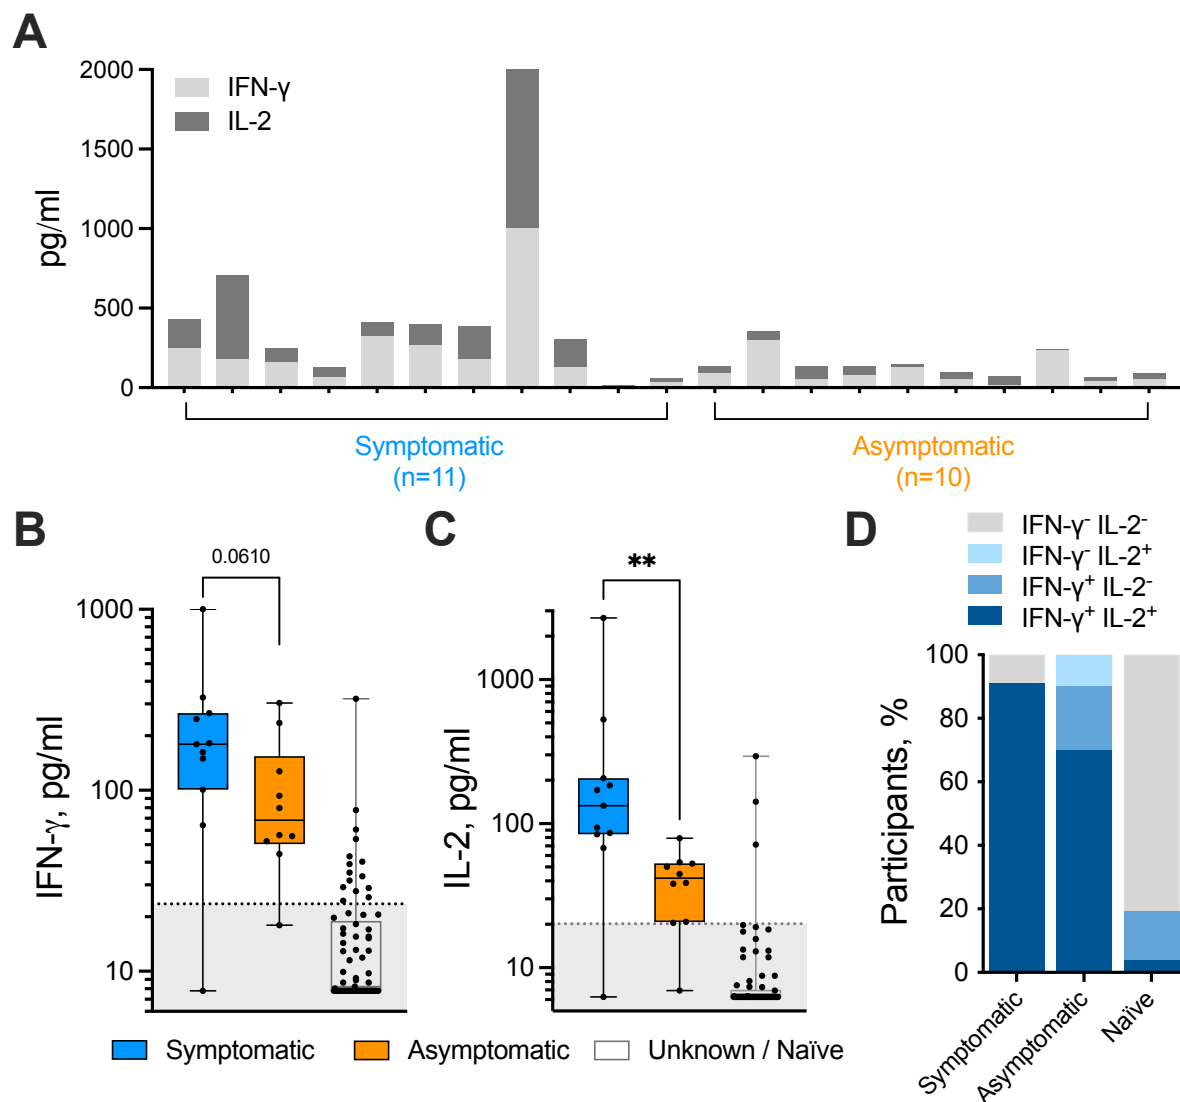 A
2000
1500
1000
500
0
pg/ml
IFN-γ
IL-2
Symptomatic
(n=11)
Asymptomatic
(n=10)
B
0.0610
1000
100
10
IFN-γ, pg/ml
C
**
1000
100
10
IL-2, pg/ml
D
IFN-γ⁻ IL-2⁻
IFN-γ⁻ IL-2⁺
IFN-γ⁺ IL-2⁻
IFN-γ⁺ IL-2⁺
100
80
60
40
20
0
Participants, %
Symptomatic
Asymptomatic
Naïve
Symptomatic
Asymptomatic
Unknown / Naïve